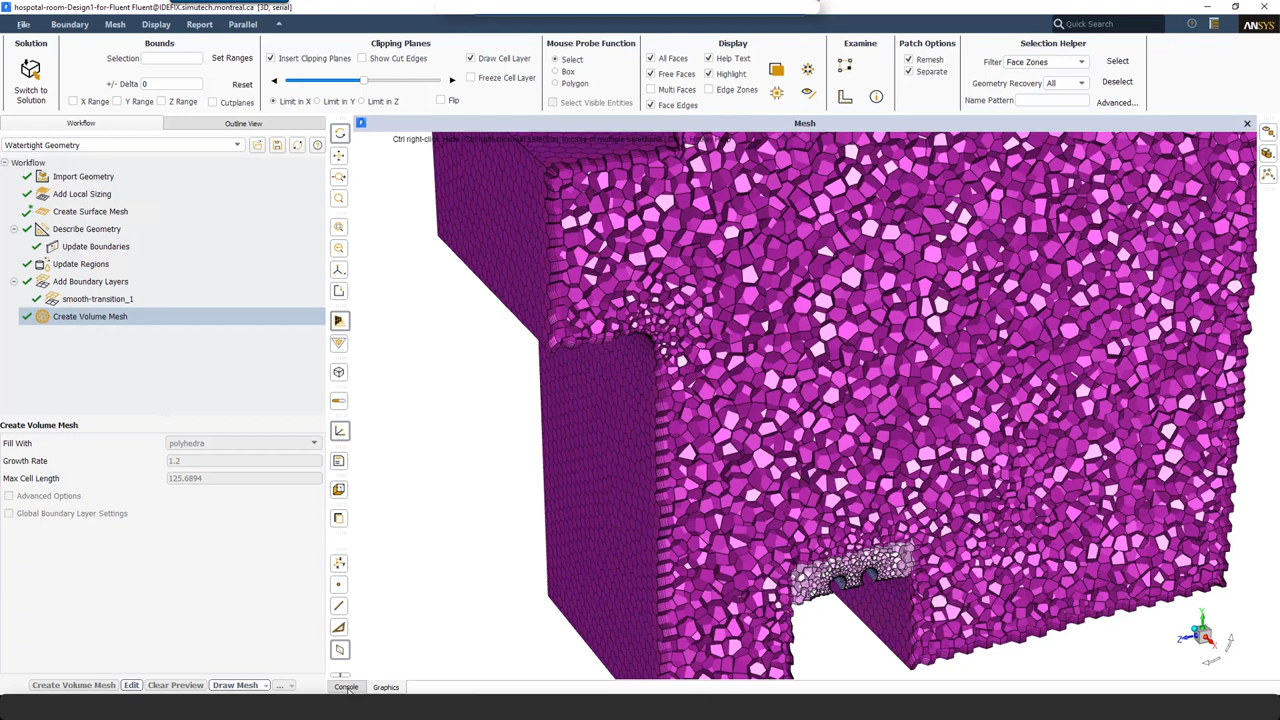 hospotal-room-Design1-for-Fluent Fluent@IDEFIX.simutech.montreal.ca [3D, serial]
File Boundary Mesh Display Report Parallel Quick Search ANSYS
Solution Bounds Clipping Planes Mouse Probe Function Display Examine Patch Options Selection Helper
Switch to Solution
Selection Set Ranges
+/- Delta 0 Reset
X Range Y Range Z Range Cutplanes
Insert Clipping Planes Show Cut Edges Draw Cell Layer
Freeze Cell Layer
Limit in X Limit in Y Limit in Z Flip
Select
Box
Polygon
Select Visible Entities
All Faces Help Text
Free Faces Highlight
Multi Faces Edge Zones
Face Edges
Remesh
Separate
Filter Face Zones Select
Geometry Recovery All Deselect
Name Pattern Advanced...
Workflow Outline View
Mesh
Watertight Geometry
Ctrl right-click
Workflow
Import Geometry
Add Local Sizing
Create Surface Mesh
Describe Geometry
Update Boundaries
Update Regions
Add Boundary Layers
smooth-transition_1
Create Volume Mesh
Create Volume Mesh
Fill With polyhedra
Growth Rate 1.2
Max Cell Length 125.6894
Advanced Options
Global Boundary Layer Settings
Y
Z
X
Create Volume Mesh Edit Clear Preview Draw Mesh ...
Console Graphics